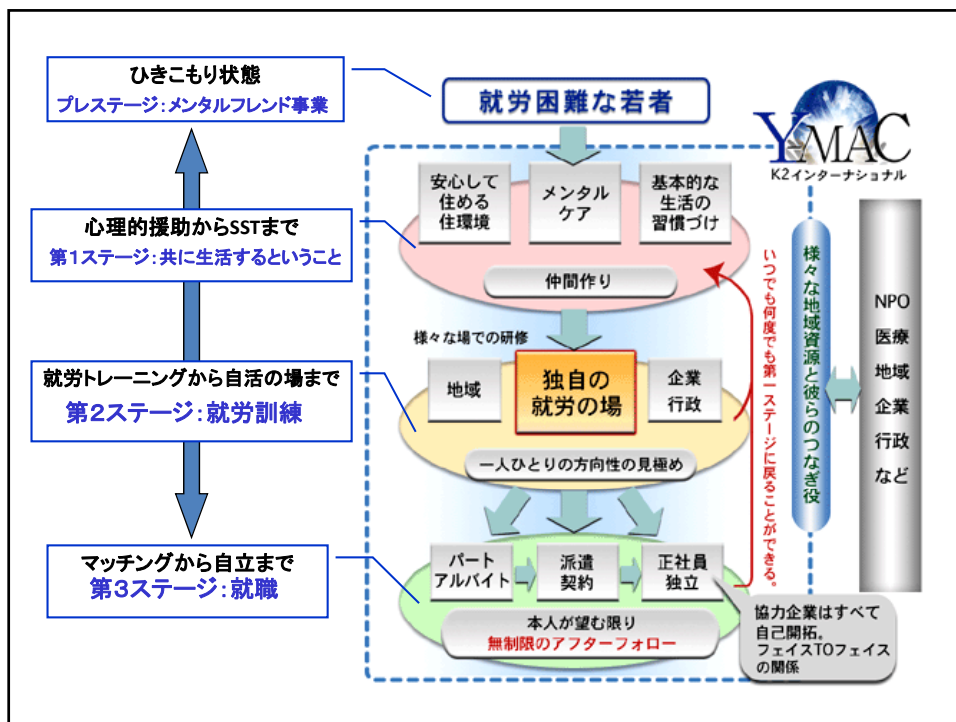 ひきこもり状態
プレステージ：メンタルフレンド事業
心理的援助からSSTまで
第１ステージ：共に生活するということ
就労トレーニングから自活の場まで
第２ステージ：就労訓練
マッチングから自立まで
第３ステージ：就職
就労困難な若者
安心して
住める
住環境
メンタル
ケア
基本的な
生活の
習慣づけ
仲間作り
様々な場での研修
地域
独自の
就労の場
企業
行政
一人ひとりの方向性の見極め
パート
アルバイト
派遣
契約
正社員
独立
本人が望む限り
無制限のアフターフォロー
いつでも何度でも第一ステージに戻ることができる。
協力企業はすべて
自己開拓。
フェイスTOフェイス
の関係
Y-MAC
K2インターナショナル
様々な地域資源と彼らのつなぎ役
NPO
医療
地域
企業
行政
など